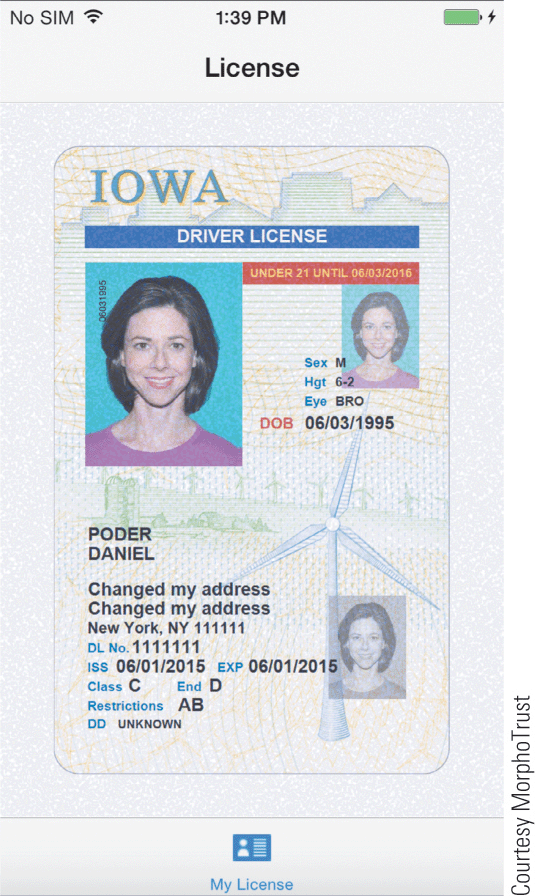 No SIM 1:39 PM
License
IOWA
DRIVER LICENSE
UNDER 21 UNTIL 06/03/2016
06031995
Sex M
Hgt 6-2
Eye BRO
DOB 06/03/1995
PODER
DANIEL
Changed my address
Changed my address
New York, NY 111111
DL No. 1111111
ISS 06/01/2015 EXP 06/01/2015
Class C End D
Restrictions AB
DD UNKNOWN
My License
Courtesy MorphoTrust